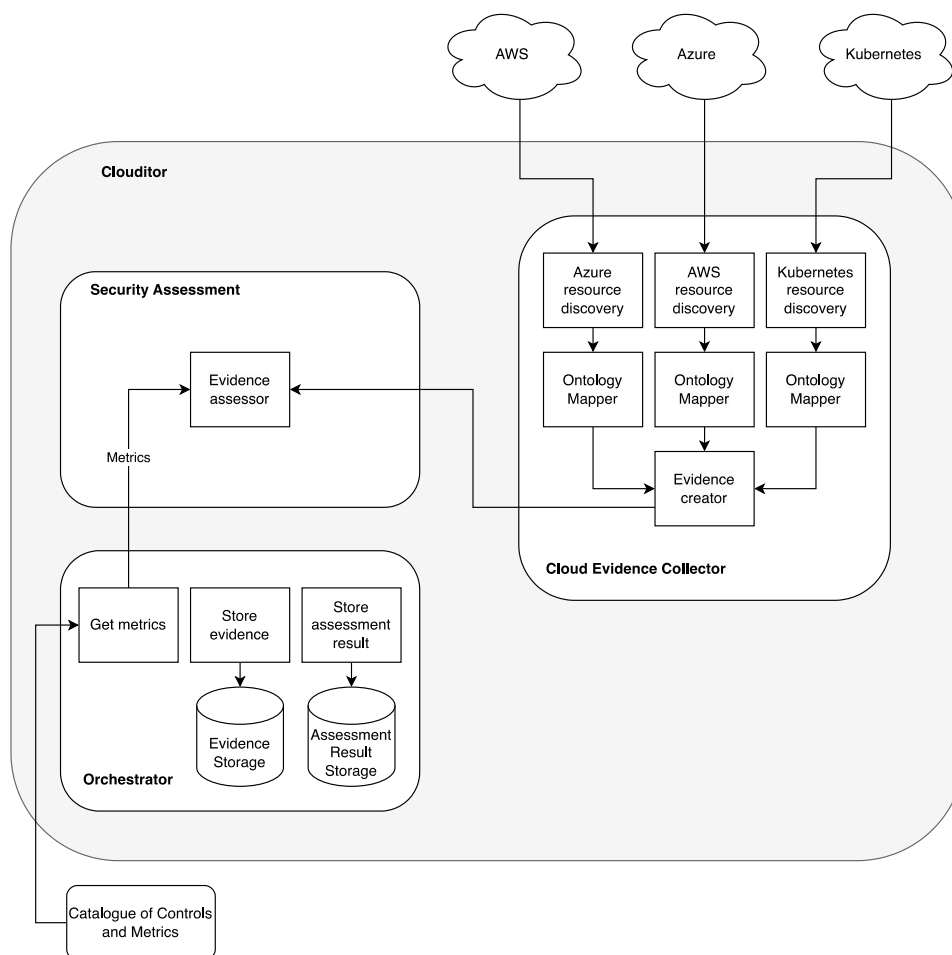 AWS
Azure
Kubernetes
Clouditor
Azure
resource
discovery
AWS
resource
discovery
Kubernetes
resource
discovery
Ontology
Mapper
Ontology
Mapper
Ontology
Mapper
Evidence
creator
Cloud Evidence Collector
Security Assessment
Evidence
assessor
Metrics
Get metrics
Store
evidence
Store
assessment
result
Evidence
Storage
Assessment
Result
Storage
Orchestrator
Catalogue of Controls
and Metrics